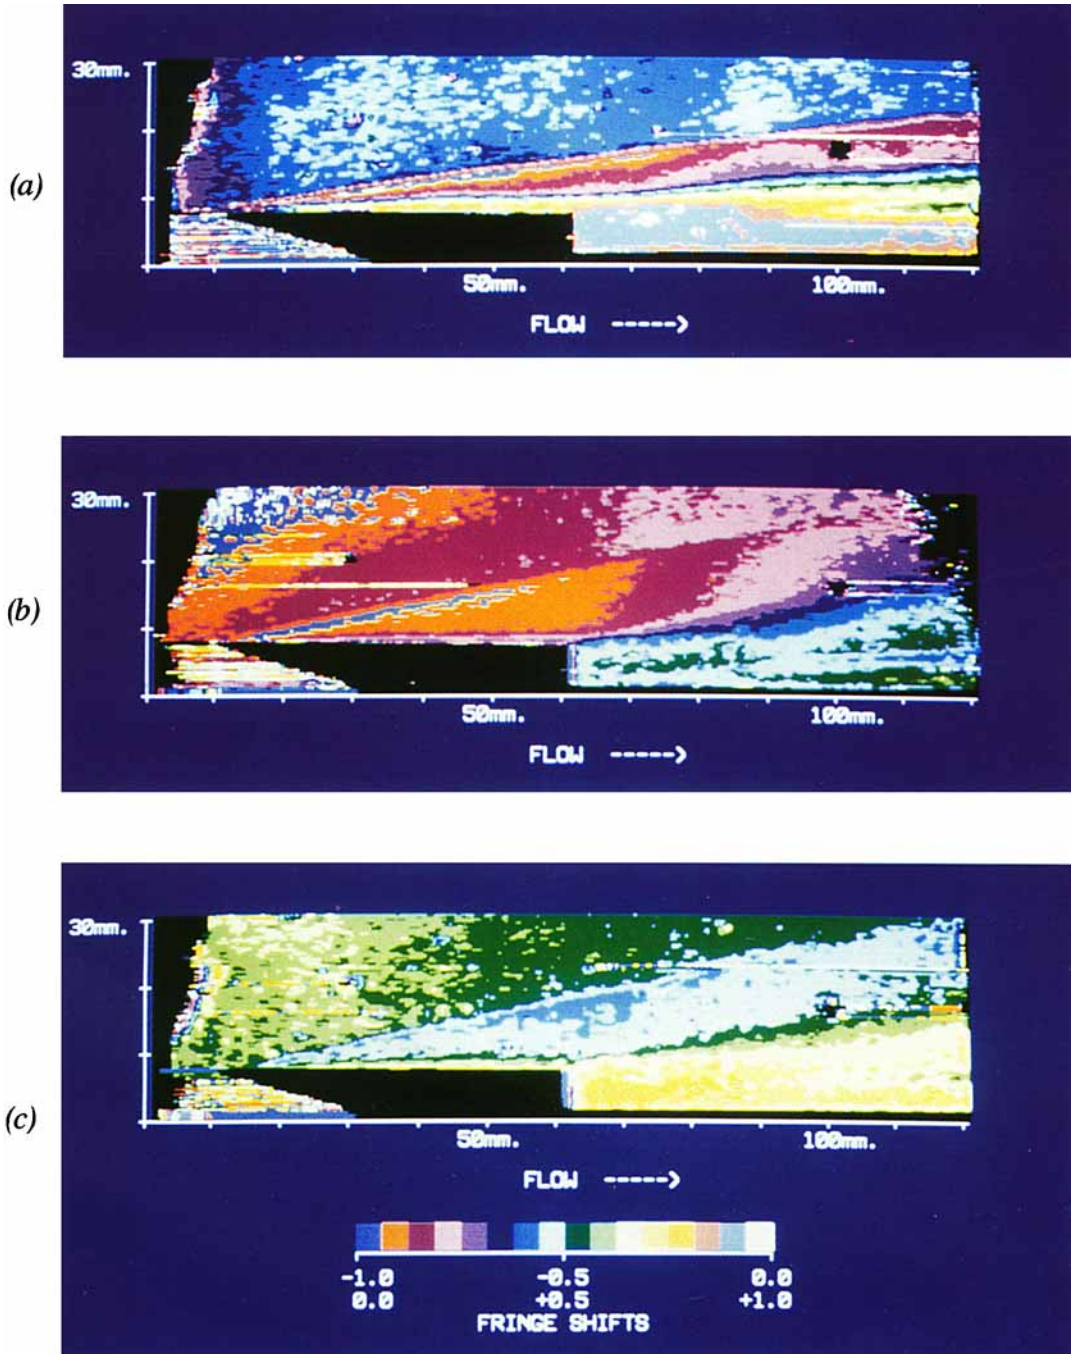 (a)
30mm.
50mm.
100mm.
FLOW ----->
(b)
30mm.
50mm.
100mm.
FLOW ----->
(c)
30mm.
50mm.
100mm.
FLOW ----->
-1.0 -0.5 0.0
0.0 +0.5 +1.0
FRINGE SHIFTS